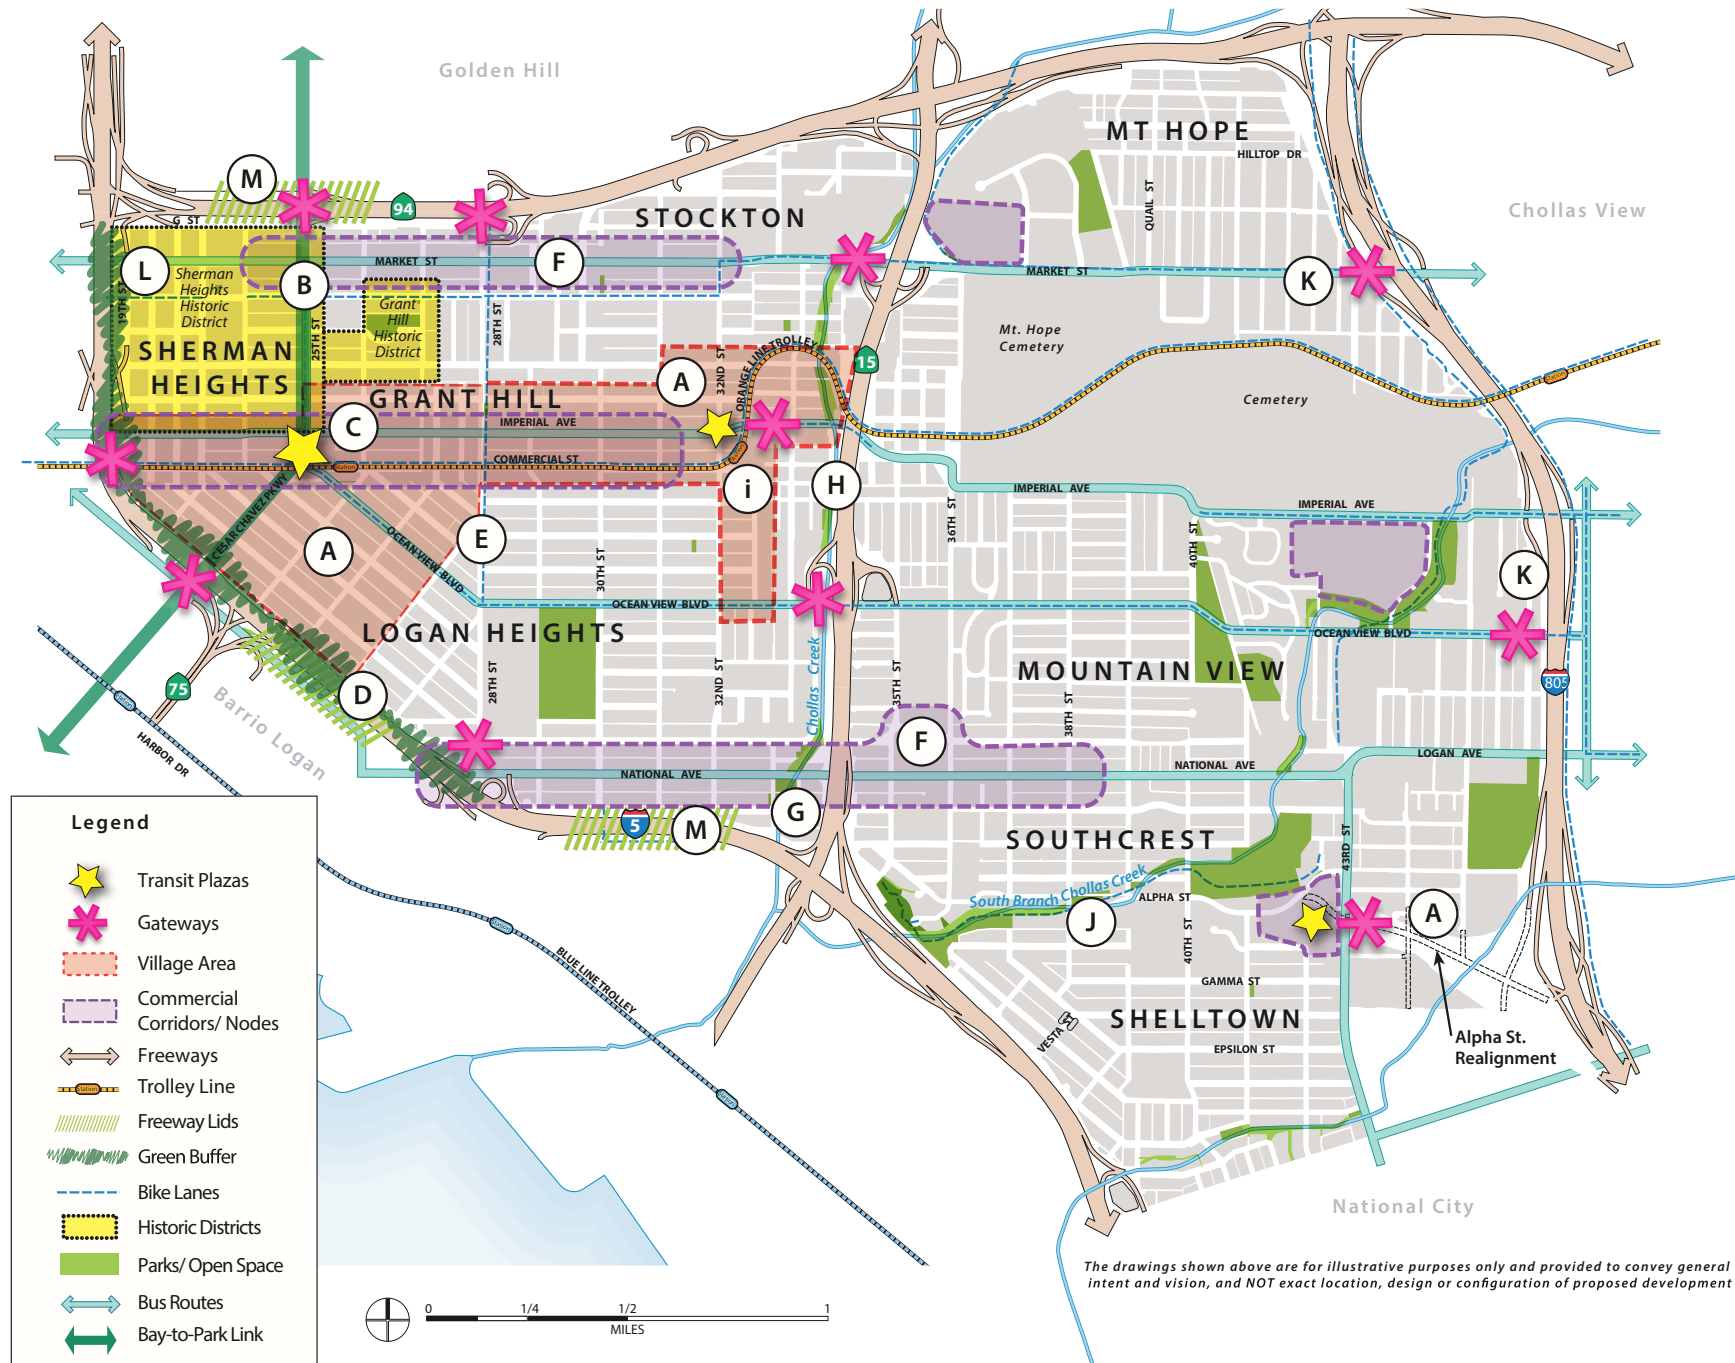 Golden Hill
MT HOPE
HILLTOP DR
QUAIL ST
M
94
G ST
STOCKTON
Chollas View
L
Sherman
Heights
Historic
District
MARKET ST
F
B
MARKET ST
K
19TH ST
25TH ST
Grant
Hill
Historic
District
28TH ST
Mt. Hope
Cemetery
SHERMAN
HEIGHTS
32ND ST
ORANGE LINE TROLLEY
15
A
GRANT HILL
Cemetery
Station
C
IMPERIAL AVE
COMMERCIAL ST
Station
Station
i
H
IMPERIAL AVE
IMPERIAL AVE
CESAR CHAVEZ PKWY
A
OCEAN VIEW BLVD
E
36TH ST
40TH ST
30TH ST
K
OCEAN VIEW BLVD
OCEAN VIEW BLVD
LOGAN HEIGHTS
Chollas Creek
MOUNTAIN VIEW
28TH ST
32ND ST
35TH ST
38TH ST
805
75
D
Barrio Logan
Station
HARBOR DR
F
NATIONAL AVE
NATIONAL AVE
LOGAN AVE
G
5
M
SOUTHCREST
43RD ST
South Branch Chollas Creek
ALPHA ST
J
A
40TH ST
GAMMA ST
SHELLTOWN
VESTA ST
EPSILON ST
Alpha St.
Realignment
Station
BLUE LINE TROLLEY
Station
National City
Legend
Transit Plazas
Gateways
Village Area
Commercial
Corridors/ Nodes
Freeways
Station
Trolley Line
Freeway Lids
Green Buffer
Bike Lanes
Historic Districts
Parks/ Open Space
Bus Routes
Bay-to-Park Link
0 1/4 1/2 1
MILES
The drawings shown above are for illustrative purposes only and provided to convey general
intent and vision, and NOT exact location, design or configuration of proposed development